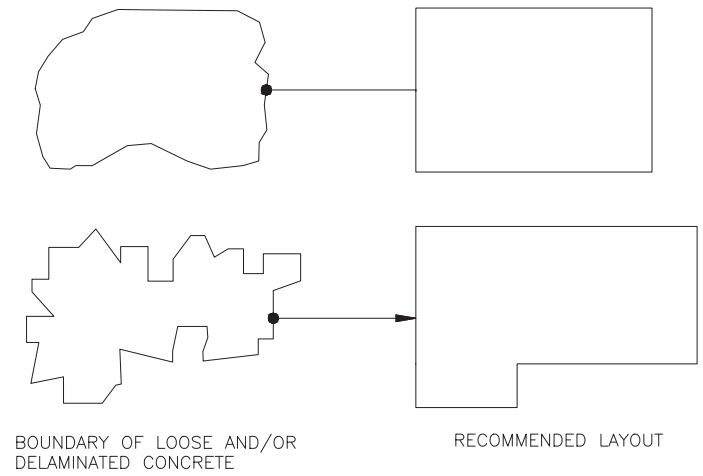 BOUNDARY OF LOOSE AND/OR
DELAMINATED CONCRETE
RECOMMENDED LAYOUT